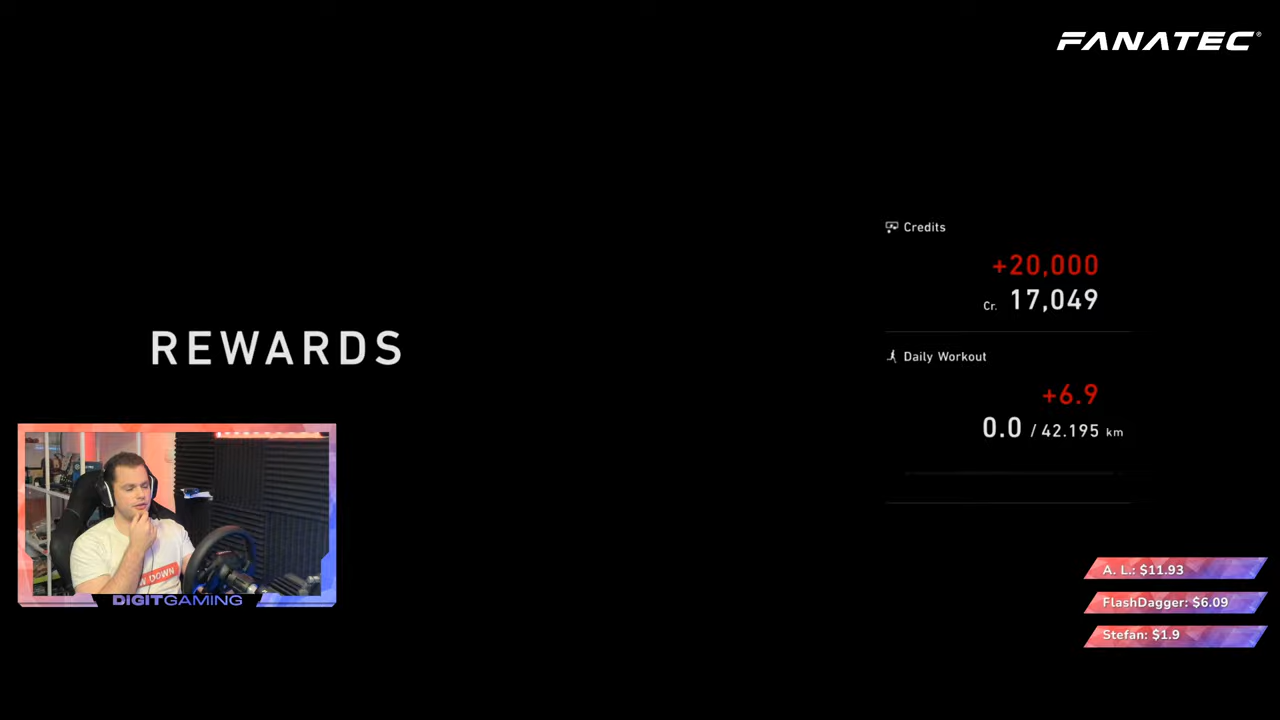 FANATEC
Credits
+20,000
Cr. 17,049
REWARDS
Daily Workout
+6.9
0.0 / 42.195 km
DOWN
DIGITGAMING
A. L.: $11.93
FlashDagger: $6.09
Stefan: $1.9